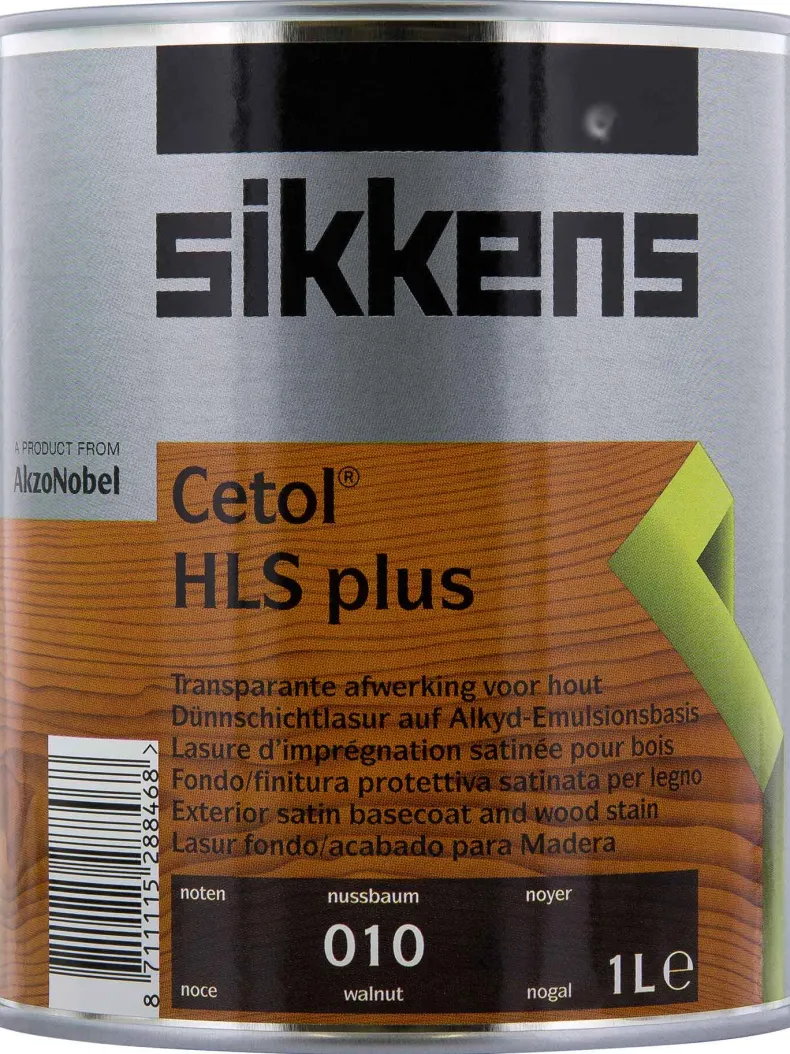 sikkens
A PRODUCT FROM
AkzoNobel
Cetol®
HLS plus
Transparante afwerking voor hout
Dünnschichtlasur auf Alkyd-Emulsionsbasis
Lasure d'imprégnation satinée pour bois
Fondo/finitura protettiva satinata per legno
Exterior satin basecoat and wood stain
Lasur fondo/acabado para Madera
noten nussbaum noyer
010
noce walnut nogal
1L℮
8 711115 288468 >